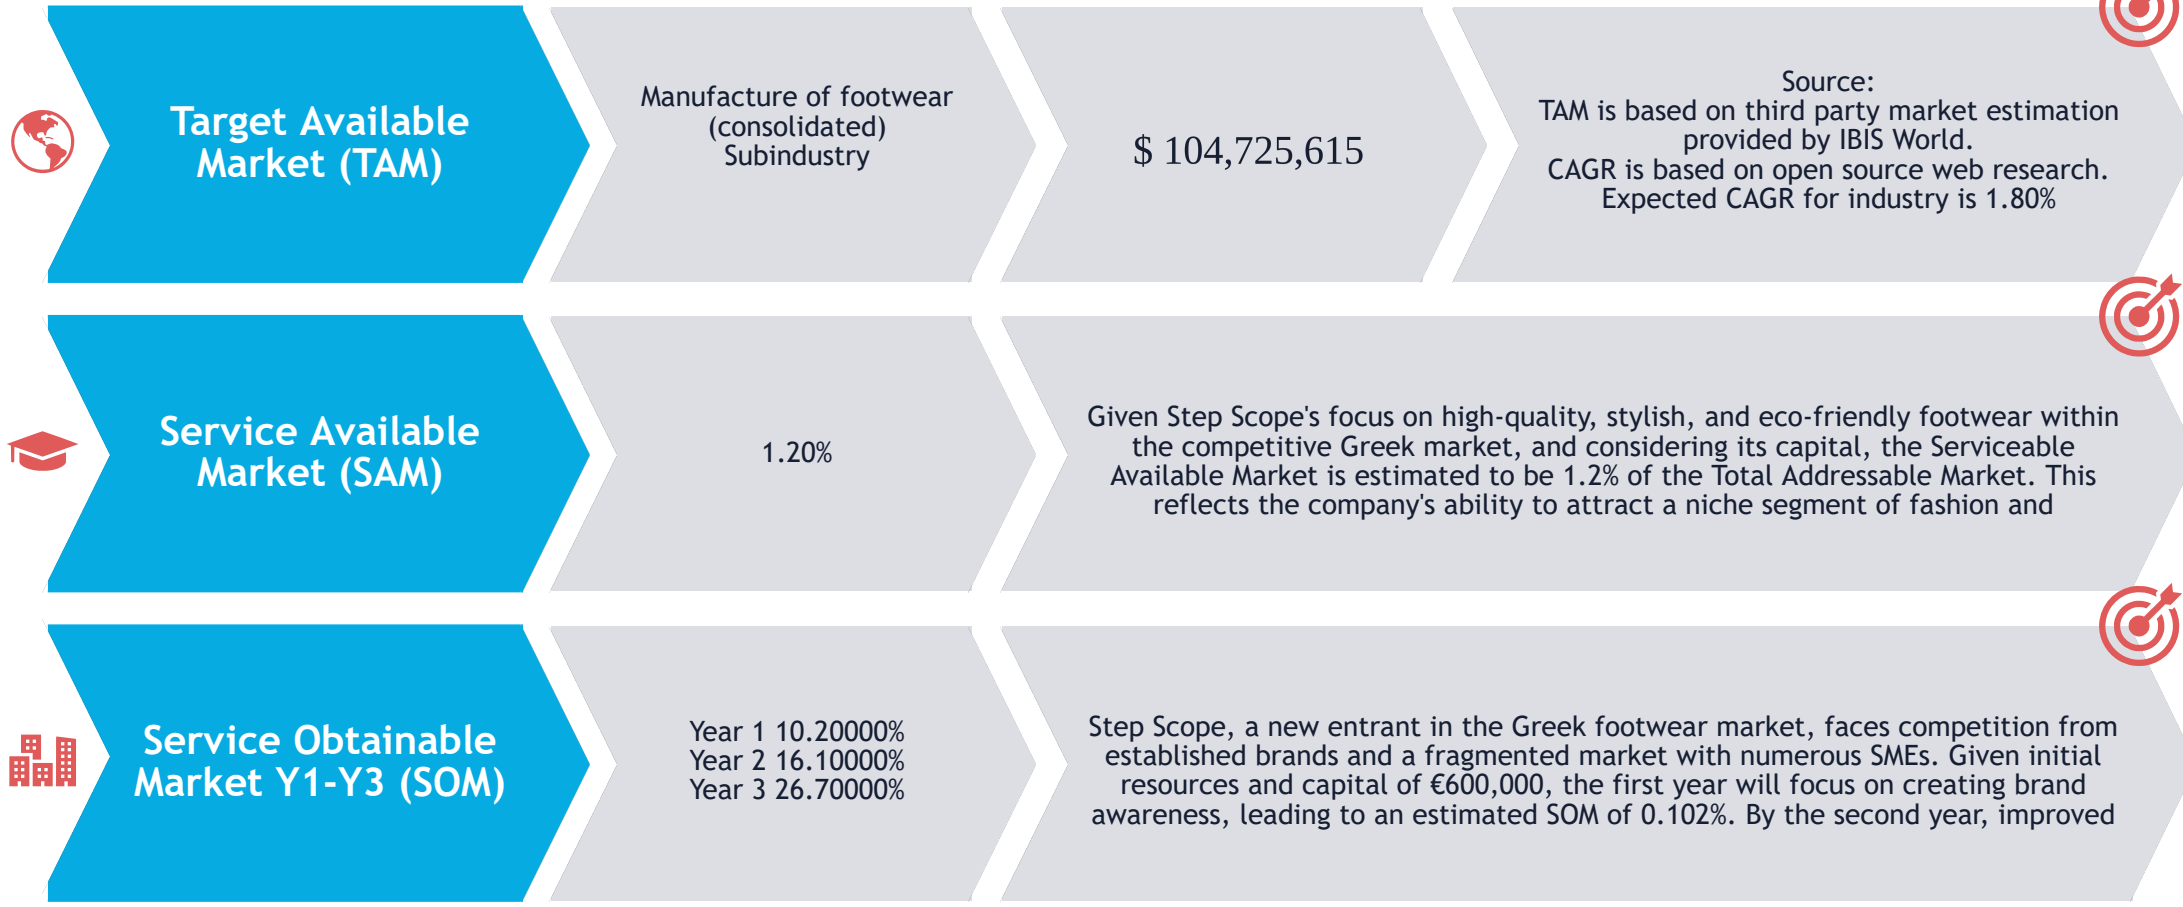 Target Available
Market (TAM)
Manufacture of footwear
(consolidated)
Subindustry
$ 104,725,615
Source:
TAM is based on third party market estimation
provided by IBIS World.
CAGR is based on open source web research.
Expected CAGR for industry is 1.80%
Service Available
Market (SAM)
1.20%
Given Step Scope's focus on high-quality, stylish, and eco-friendly footwear within
the competitive Greek market, and considering its capital, the Serviceable
Available Market is estimated to be 1.2% of the Total Addressable Market. This
reflects the company's ability to attract a niche segment of fashion and
Service Obtainable
Market Y1-Y3 (SOM)
Year 1 10.20000%
Year 2 16.10000%
Year 3 26.70000%
Step Scope, a new entrant in the Greek footwear market, faces competition from
established brands and a fragmented market with numerous SMEs. Given initial
resources and capital of €600,000, the first year will focus on creating brand
awareness, leading to an estimated SOM of 0.102%. By the second year, improved